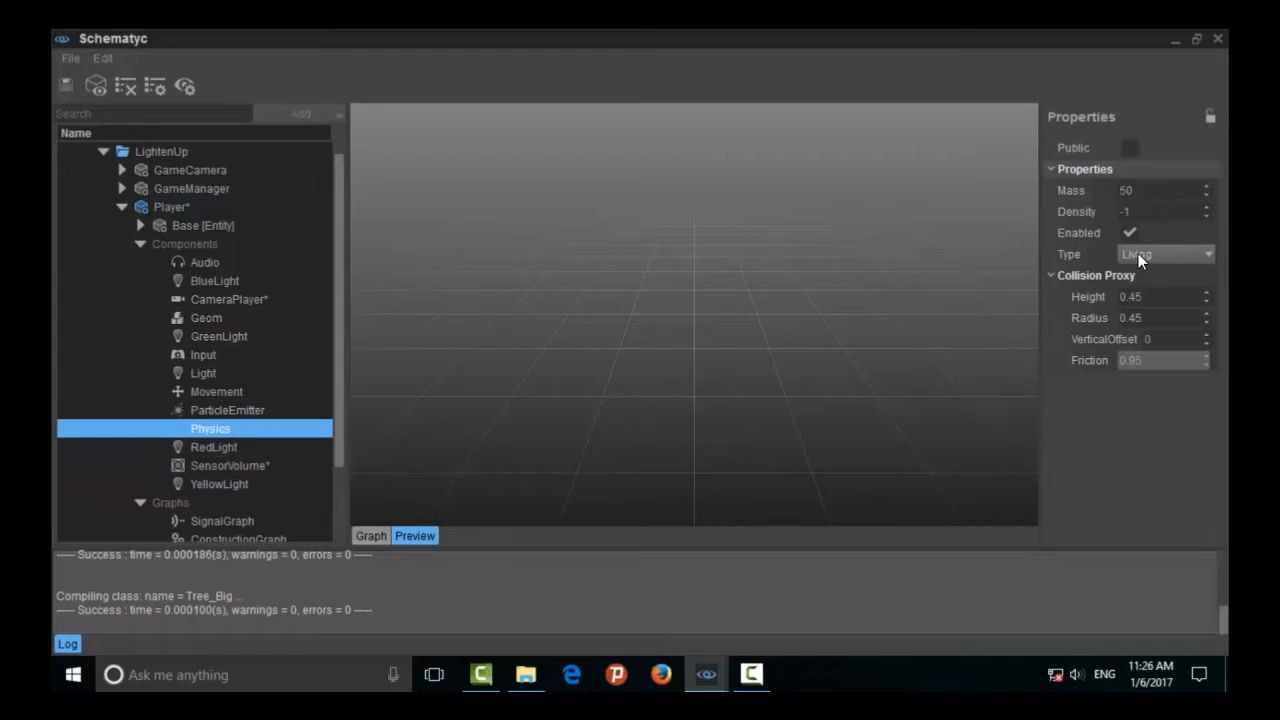 Schematyc
File Edit
Search Add
Name
LightenUp
GameCamera
GameManager
Player*
Base [Entity]
Components
Audio
BlueLight
CameraPlayer*
Geom
GreenLight
Input
Light
Movement
ParticleEmitter
Physics
RedLight
SensorVolume*
YellowLight
Graphs
SignalGraph
ConstructionGraph
Graph Preview
Properties
Public
Properties
Mass 50
Density -1
Enabled
Type Living
Collision Proxy
Height 0.45
Radius 0.45
VerticalOffset 0
Friction 0.95
---- Success : time = 0.000186(s), warnings = 0, errors = 0 ----
Compiling class: name = Tree_Big ...
---- Success : time = 0.000100(s), warnings = 0, errors = 0 ----
Log
Ask me anything
ENG
11:26 AM
1/6/2017